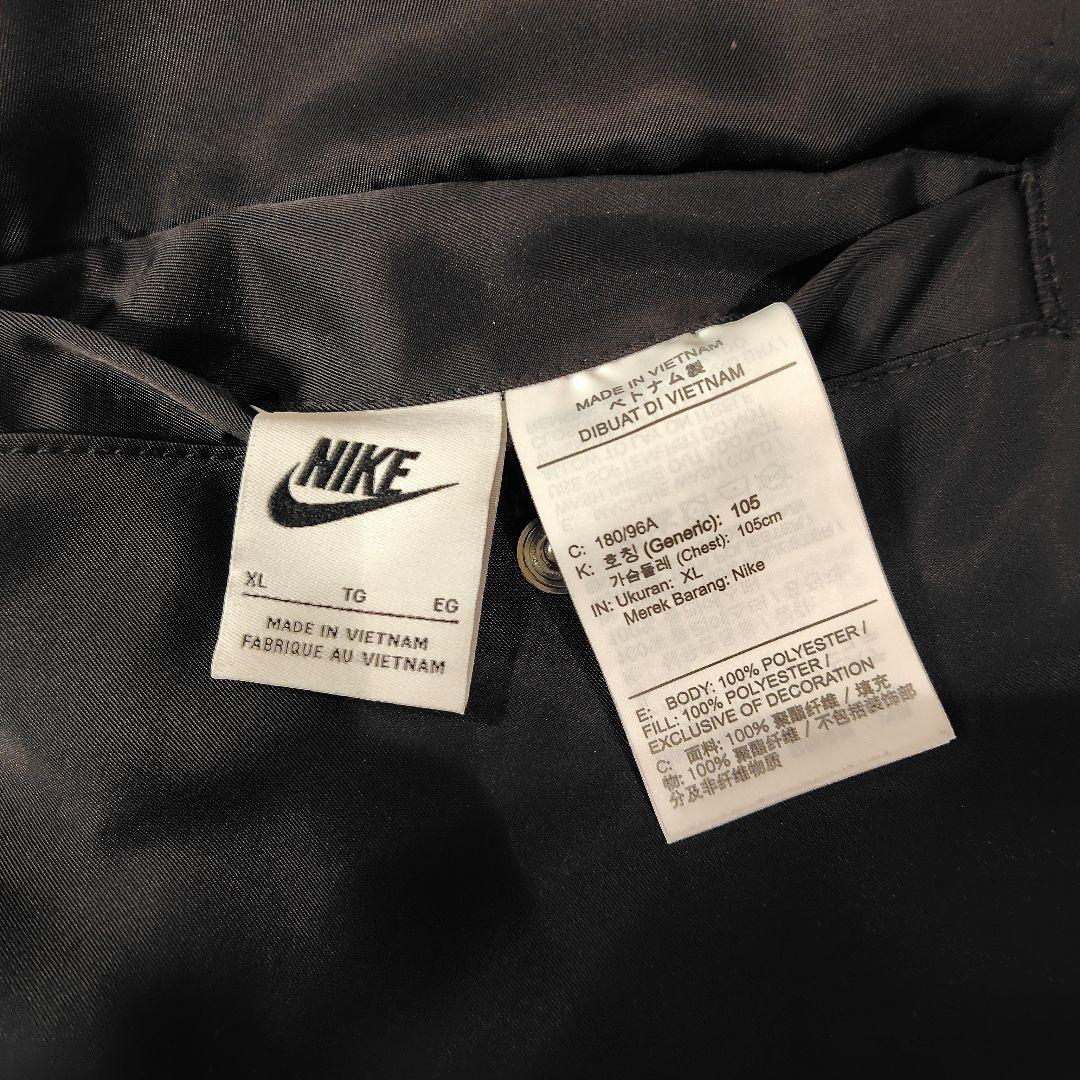 NIKE
XL
TG
EG
MADE IN VIETNAM
FABRIQUE AU VIETNAM
MADE IN VIETNAM
ベトナム製
DIBUAT DI VIETNAM
C: 180/96A
K: 호칭 (Generic): 105
가슴둘레 (Chest): 105cm
IN: Ukuran: XL
Merek Barang: Nike
E: BODY: 100% POLYESTER /
FILL: 100% POLYESTER /
EXCLUSIVE OF DECORATION
C: 面料: 100% 聚酯纤维 / 填充
物: 100% 聚酯纤维 / 不包括装饰部
分及非纤维物质